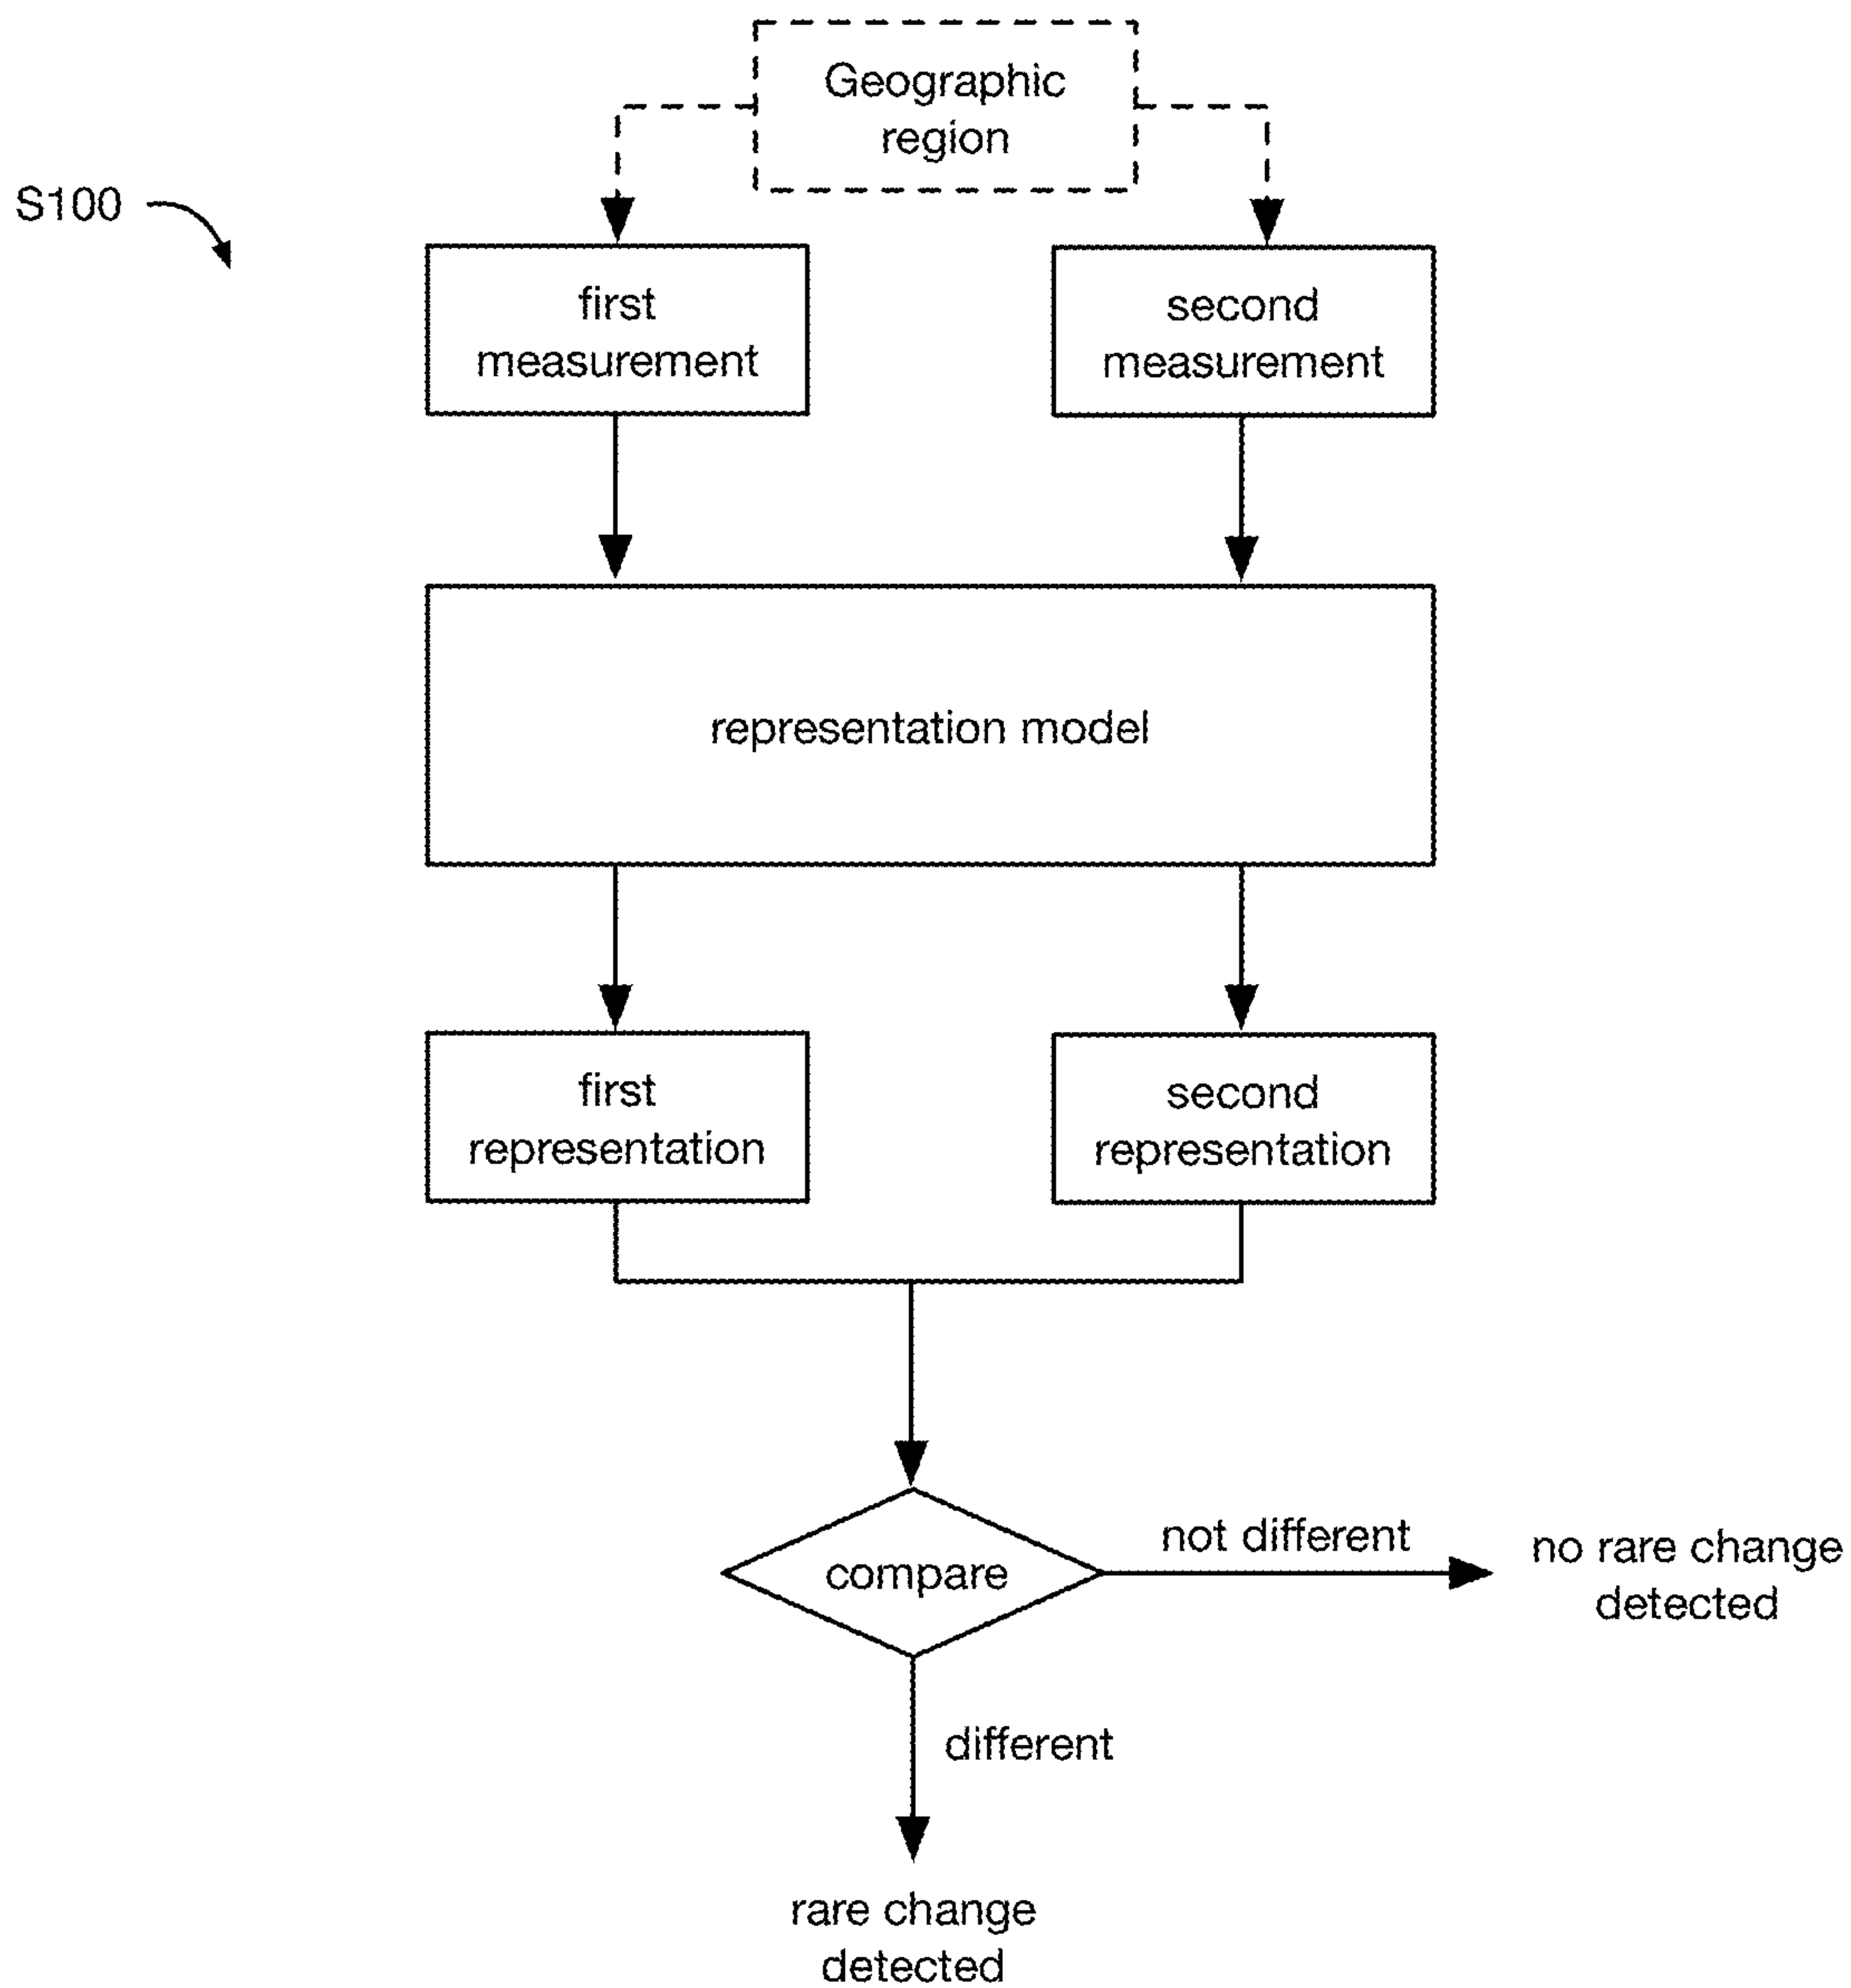 Geographic
region
S100
first
measurement
second
measurement
representation model
first
representation
second
representation
compare
not different
no rare change
detected
different
rare change
detected